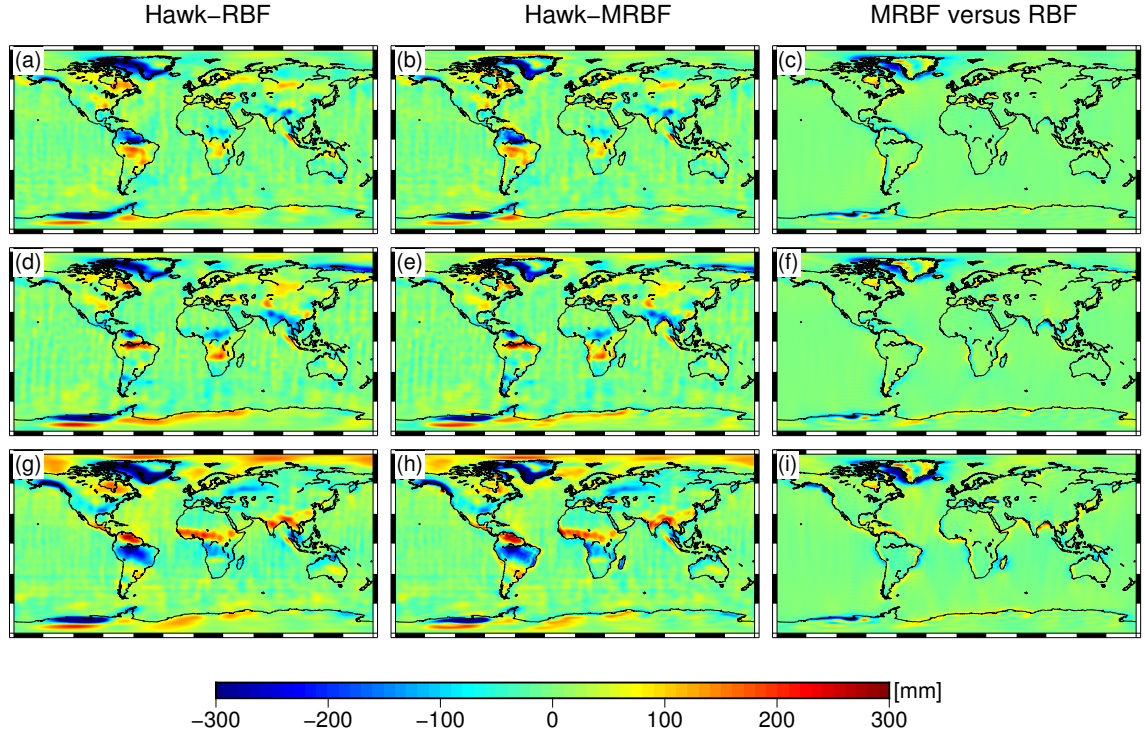 Hawk−RBF Hawk−MRBF MRBF versus RBF
(a) (b) (c)
(d) (e) (f)
(g) (h) (i)
[mm]
−300 −200 −100 0 100 200 300